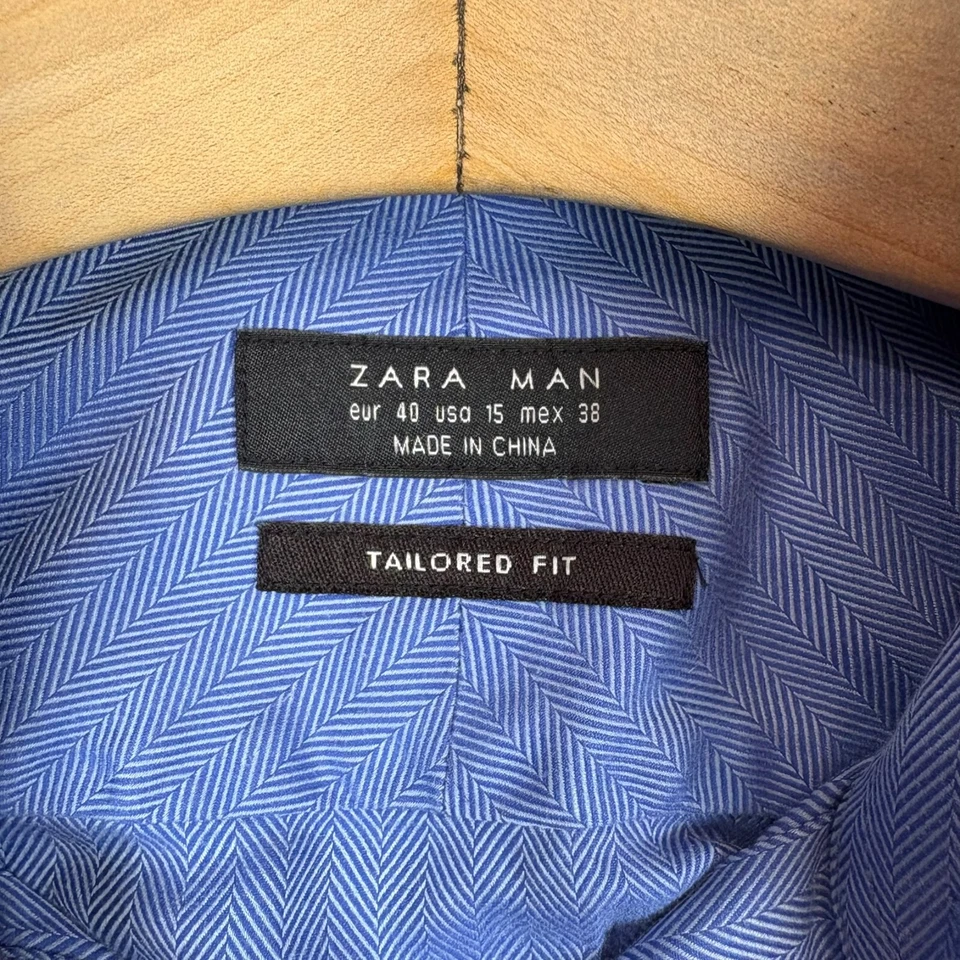 ZARA MAN
eur 40 usa 15 mex 38
MADE IN CHINA
TAILORED FIT